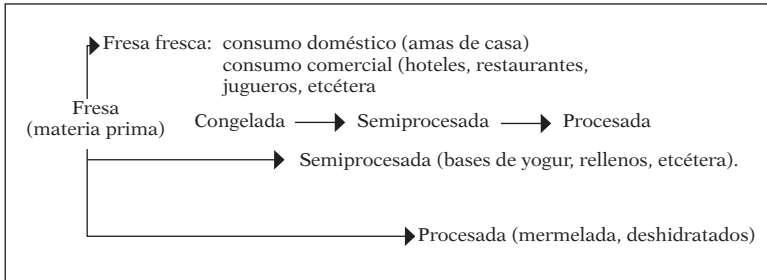 Fresa fresca: consumo doméstico (amas de casa)
consumo comercial (hoteles, restaurantes,
jugueros, etcétera
Fresa
(materia prima)
Congelada Semiprocesada Procesada
Semiprocesada (bases de yogur, rellenos, etcétera).
Procesada (mermelada, deshidratados)